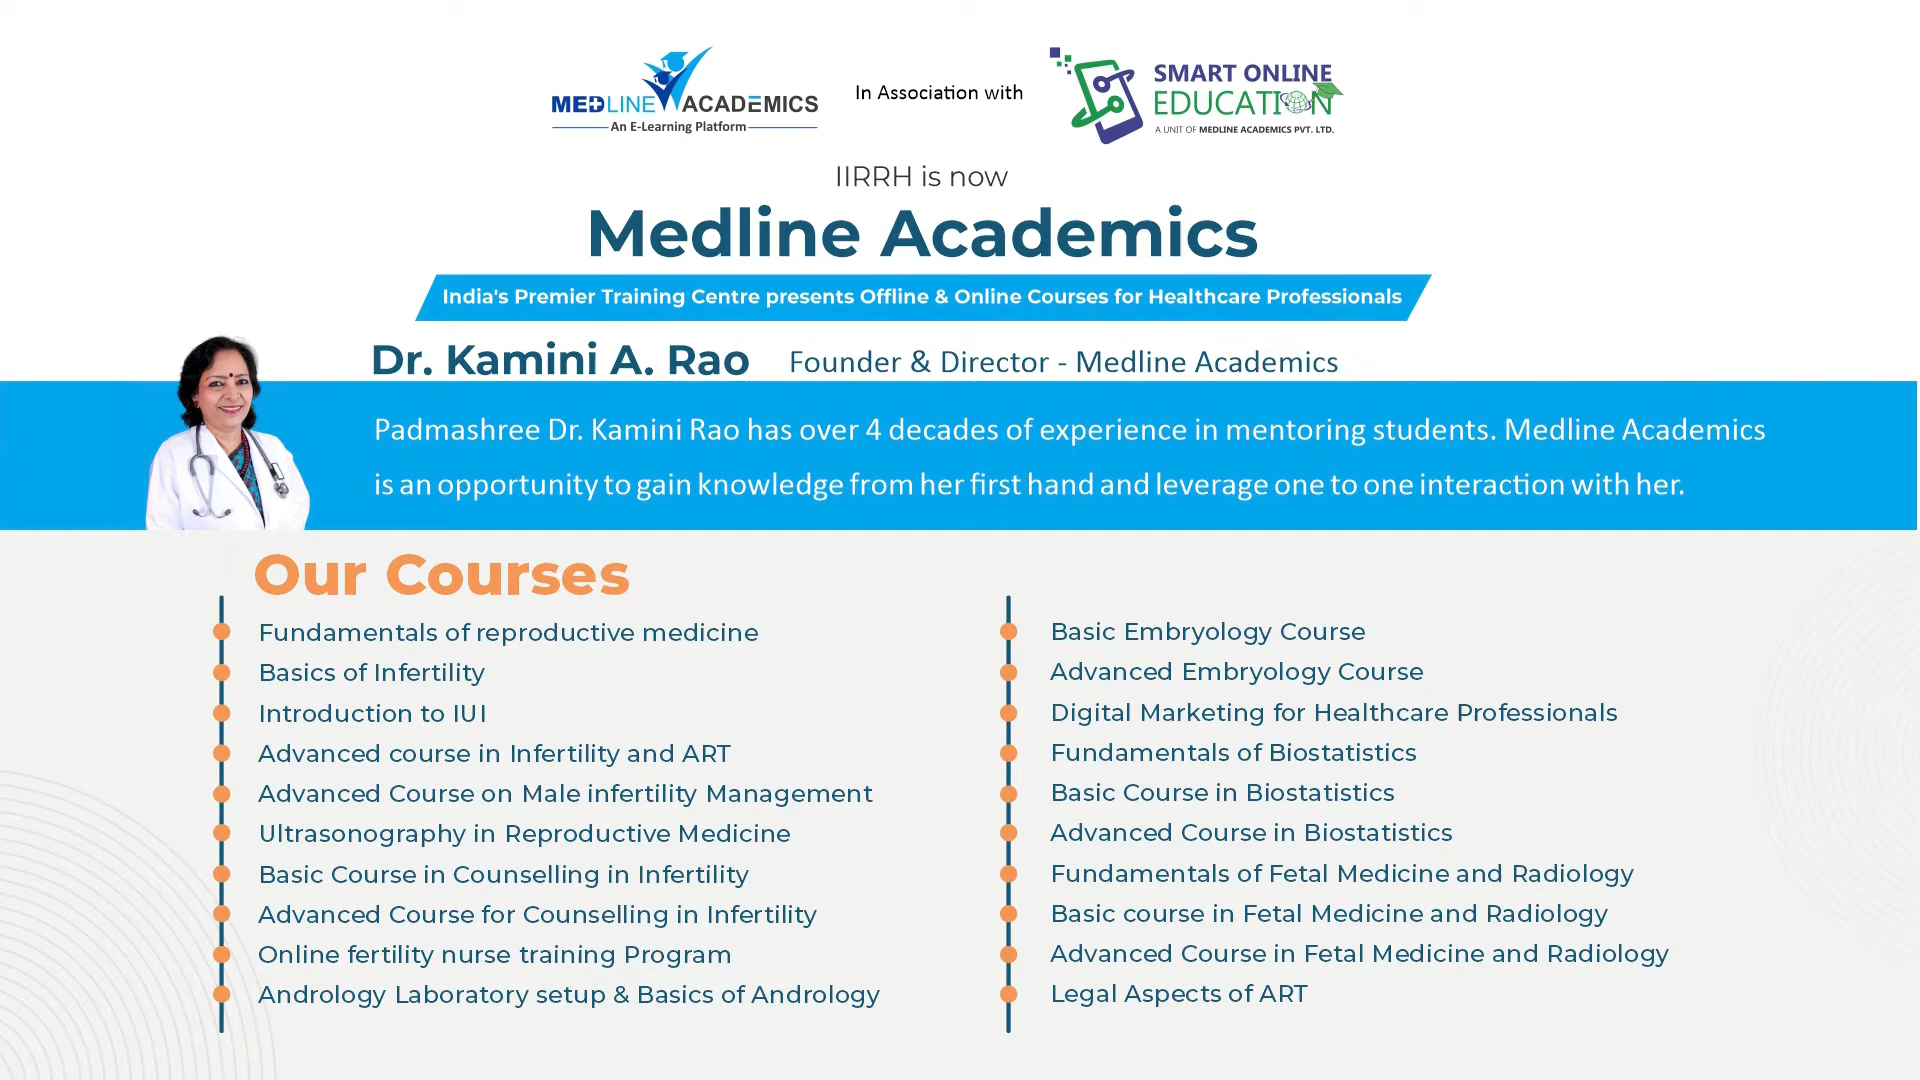 MEDLINE ACADEMICS
An E-Learning Platform
In Association with
SMART ONLINE
EDUCATION
A UNIT OF MEDLINE ACADEMICS PVT. LTD.
IIRRH is now
Medline Academics
India's Premier Training Centre presents Offline & Online Courses for Healthcare Professionals
Dr. Kamini A. Rao Founder & Director - Medline Academics
Padmashree Dr. Kamini Rao has over 4 decades of experience in mentoring students. Medline Academics
is an opportunity to gain knowledge from her first hand and leverage one to one interaction with her.
Our Courses
Fundamentals of reproductive medicine
Basics of Infertility
Introduction to IUI
Advanced course in Infertility and ART
Advanced Course on Male infertility Management
Ultrasonography in Reproductive Medicine
Basic Course in Counselling in Infertility
Advanced Course for Counselling in Infertility
Online fertility nurse training Program
Andrology Laboratory setup & Basics of Andrology
Basic Embryology Course
Advanced Embryology Course
Digital Marketing for Healthcare Professionals
Fundamentals of Biostatistics
Basic Course in Biostatistics
Advanced Course in Biostatistics
Fundamentals of Fetal Medicine and Radiology
Basic course in Fetal Medicine and Radiology
Advanced Course in Fetal Medicine and Radiology
Legal Aspects of ART